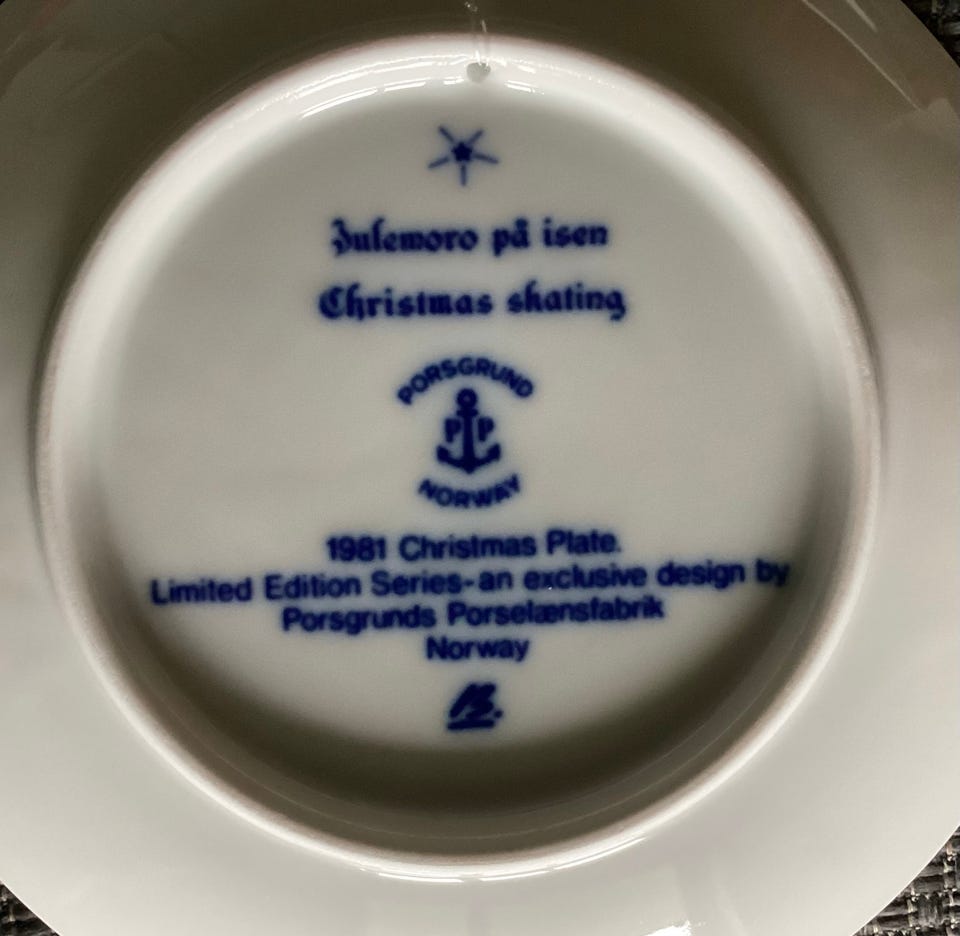 Julemoro på isen
Christmas skating
PORSGRUND
P P
NORWAY
1981 Christmas Plate.
Limited Edition Series-an exclusive design by
Porsgrunds Porselænsfabrik
Norway